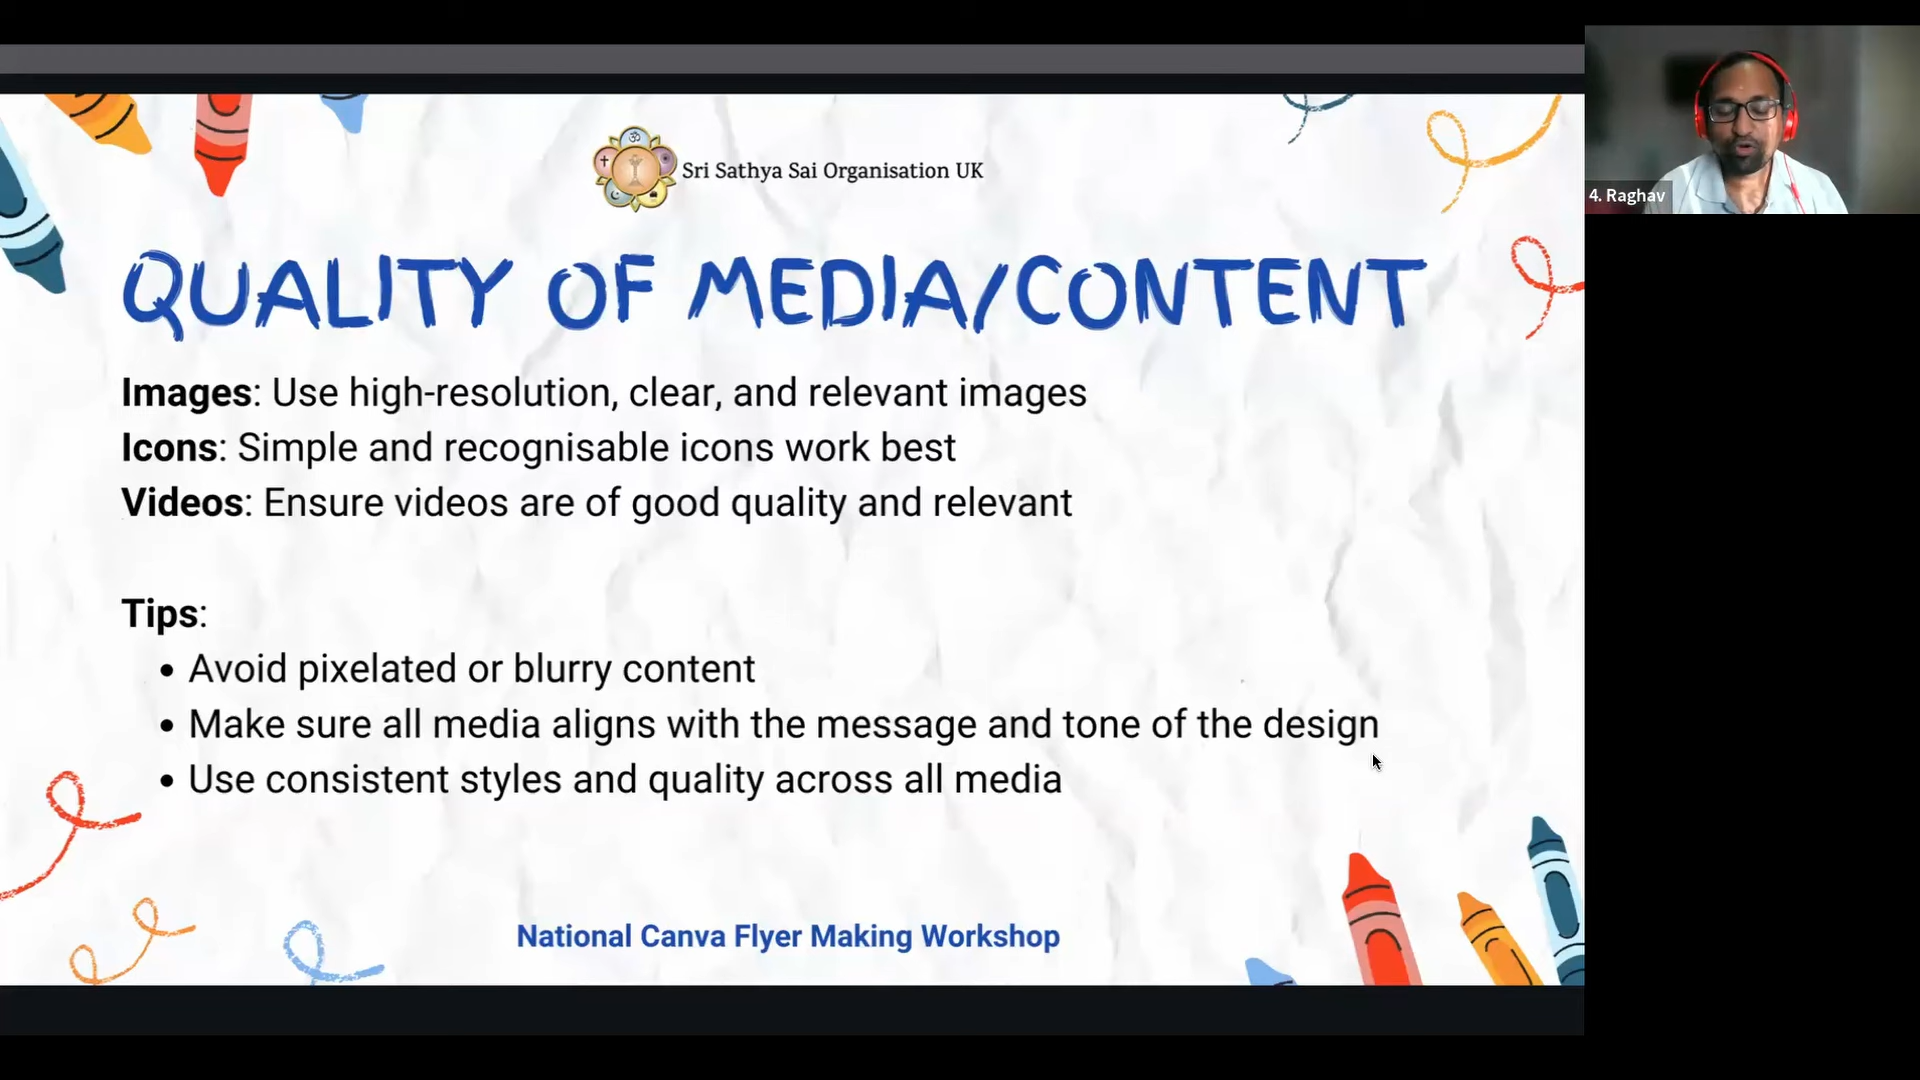 Sri Sathya Sai Organisation UK
4. Raghav
QUALITY OF MEDIA/CONTENT
Images: Use high-resolution, clear, and relevant images
Icons: Simple and recognisable icons work best
Videos: Ensure videos are of good quality and relevant
Tips:
• Avoid pixelated or blurry content
• Make sure all media aligns with the message and tone of the design
• Use consistent styles and quality across all media
National Canva Flyer Making Workshop